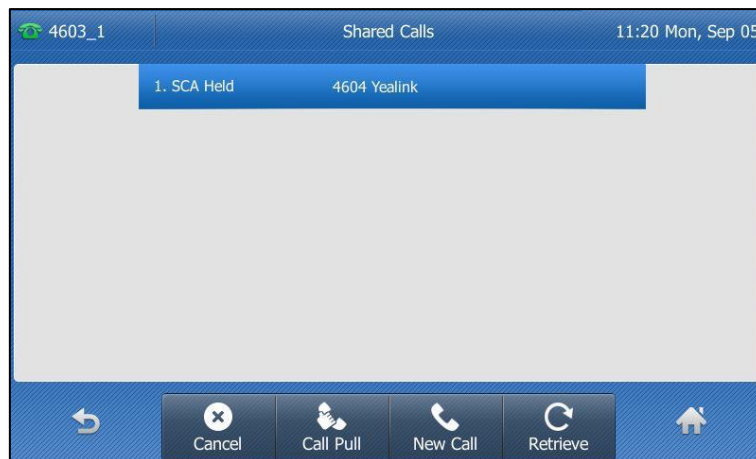 4603_1 Shared Calls 11:20 Mon, Sep 05
1. SCA Held 4604 Yealink
Cancel Call Pull New Call Retrieve